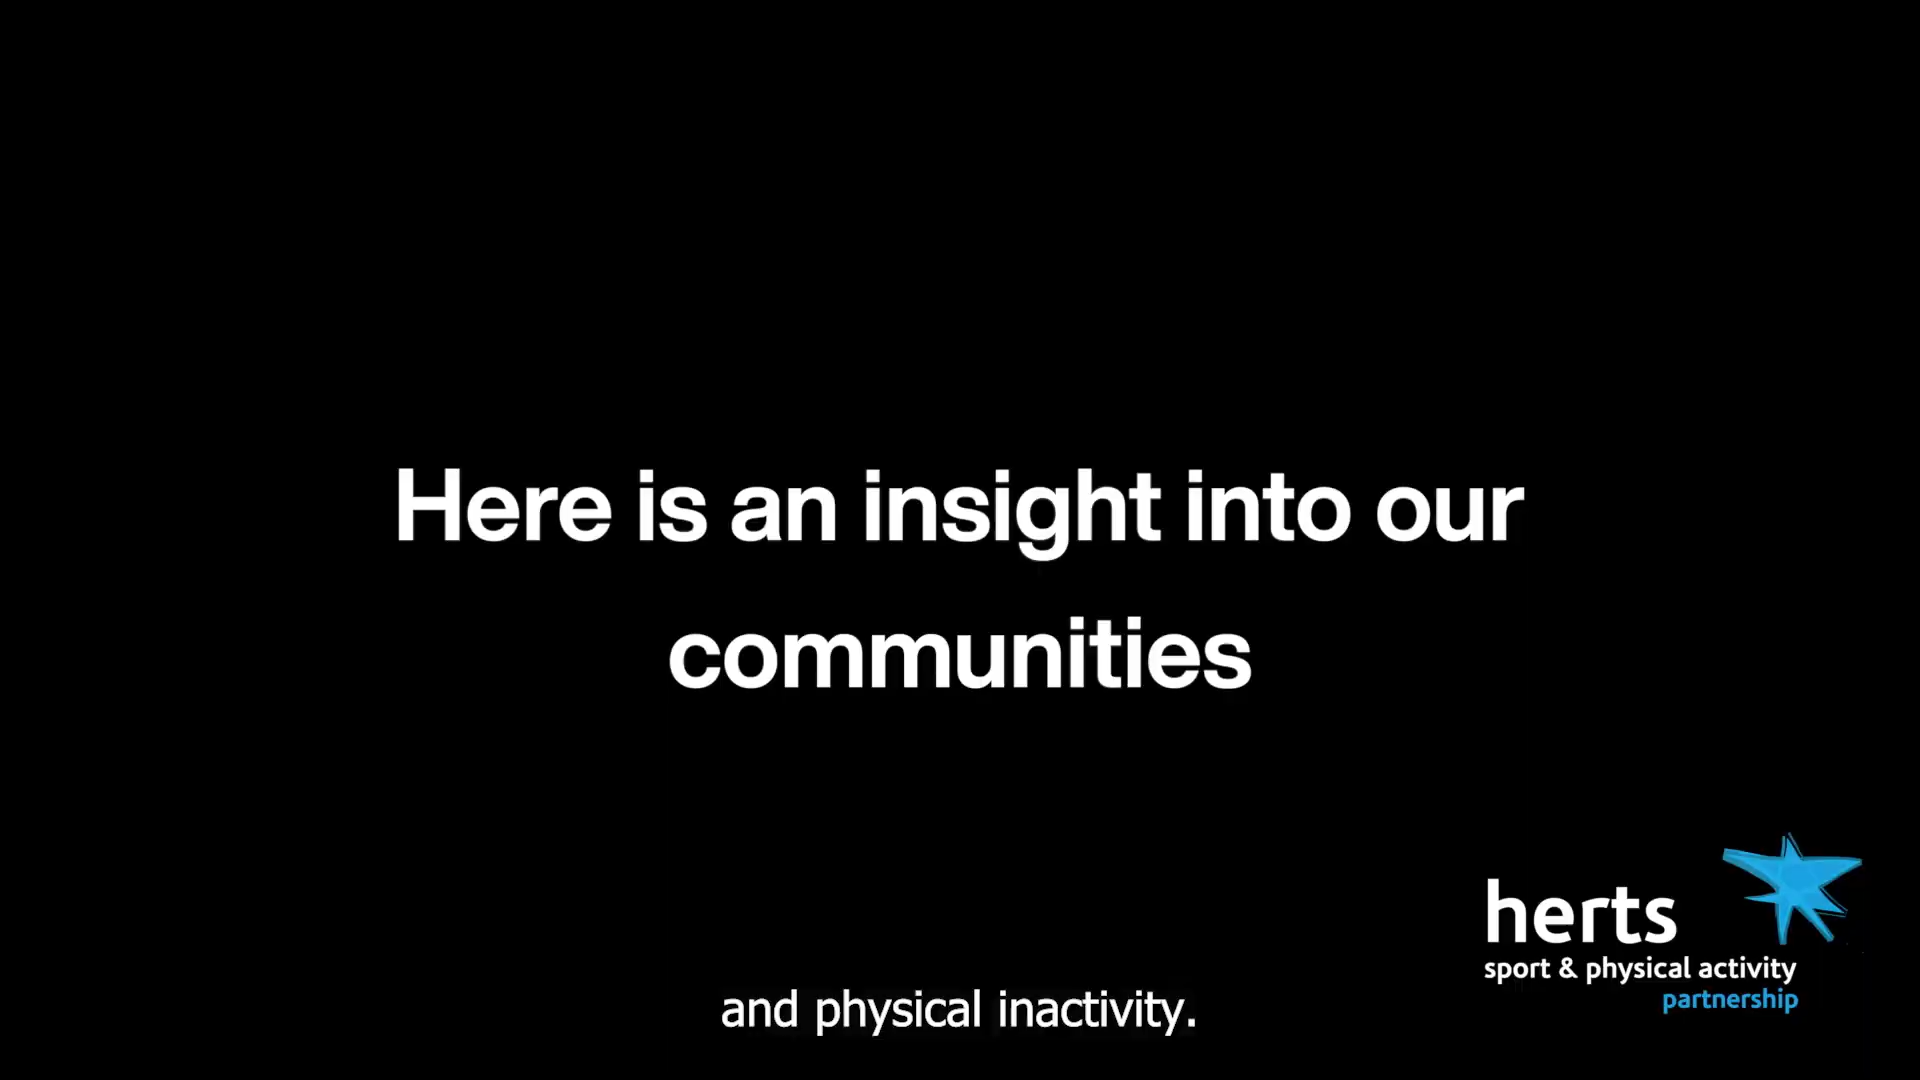 Here is an insight into our
communities
herts
sport & physical activity
partnership
and physical inactivity.